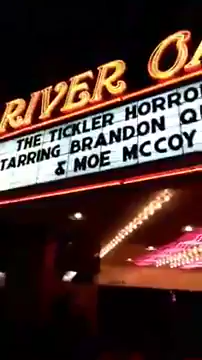 RIVER OA
THE TICKLER HORRO
TARRING BRANDON Q
& MOE MCCOY